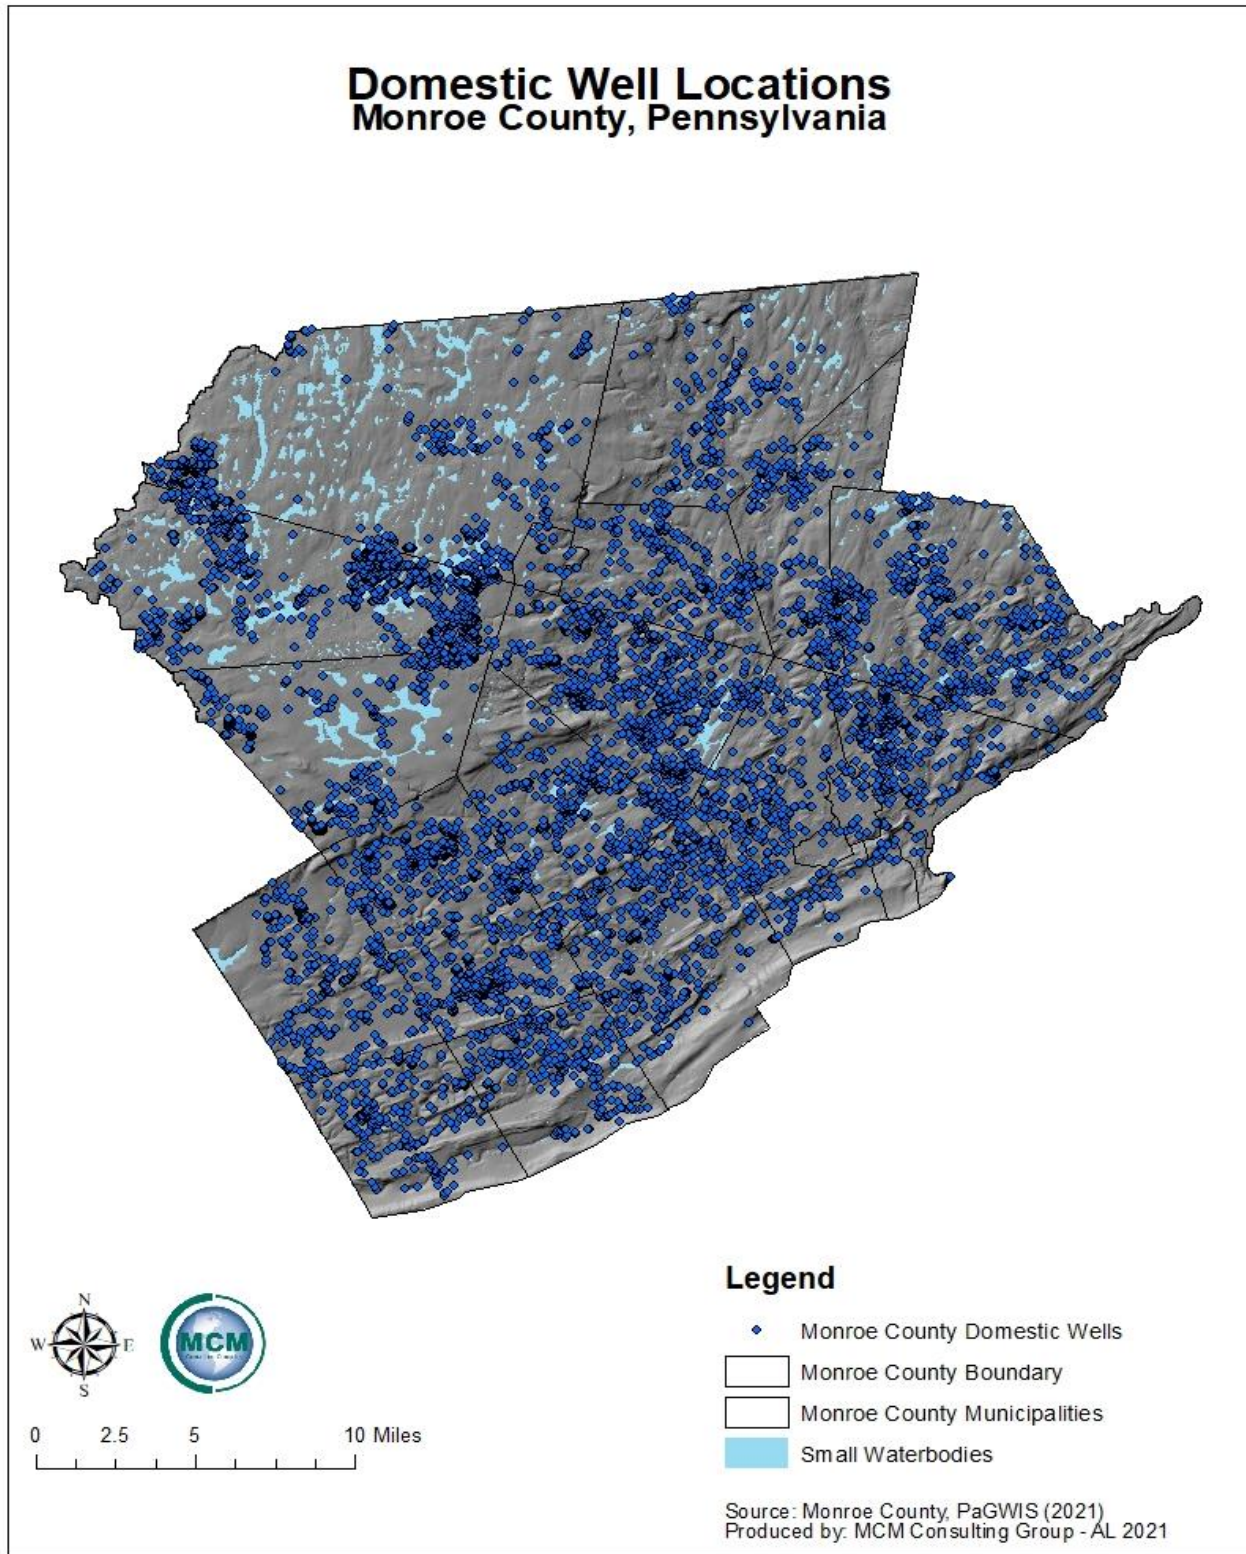 Domestic Well Locations
Monroe County, Pennsylvania
N
W E
S
MCM
0 2.5 5 10 Miles
Legend
Monroe County Domestic Wells
Monroe County Boundary
Monroe County Municipalities
Small Waterbodies
Source: Monroe County, PaGWIS (2021)
Produced by: MCM Consulting Group - AL 2021